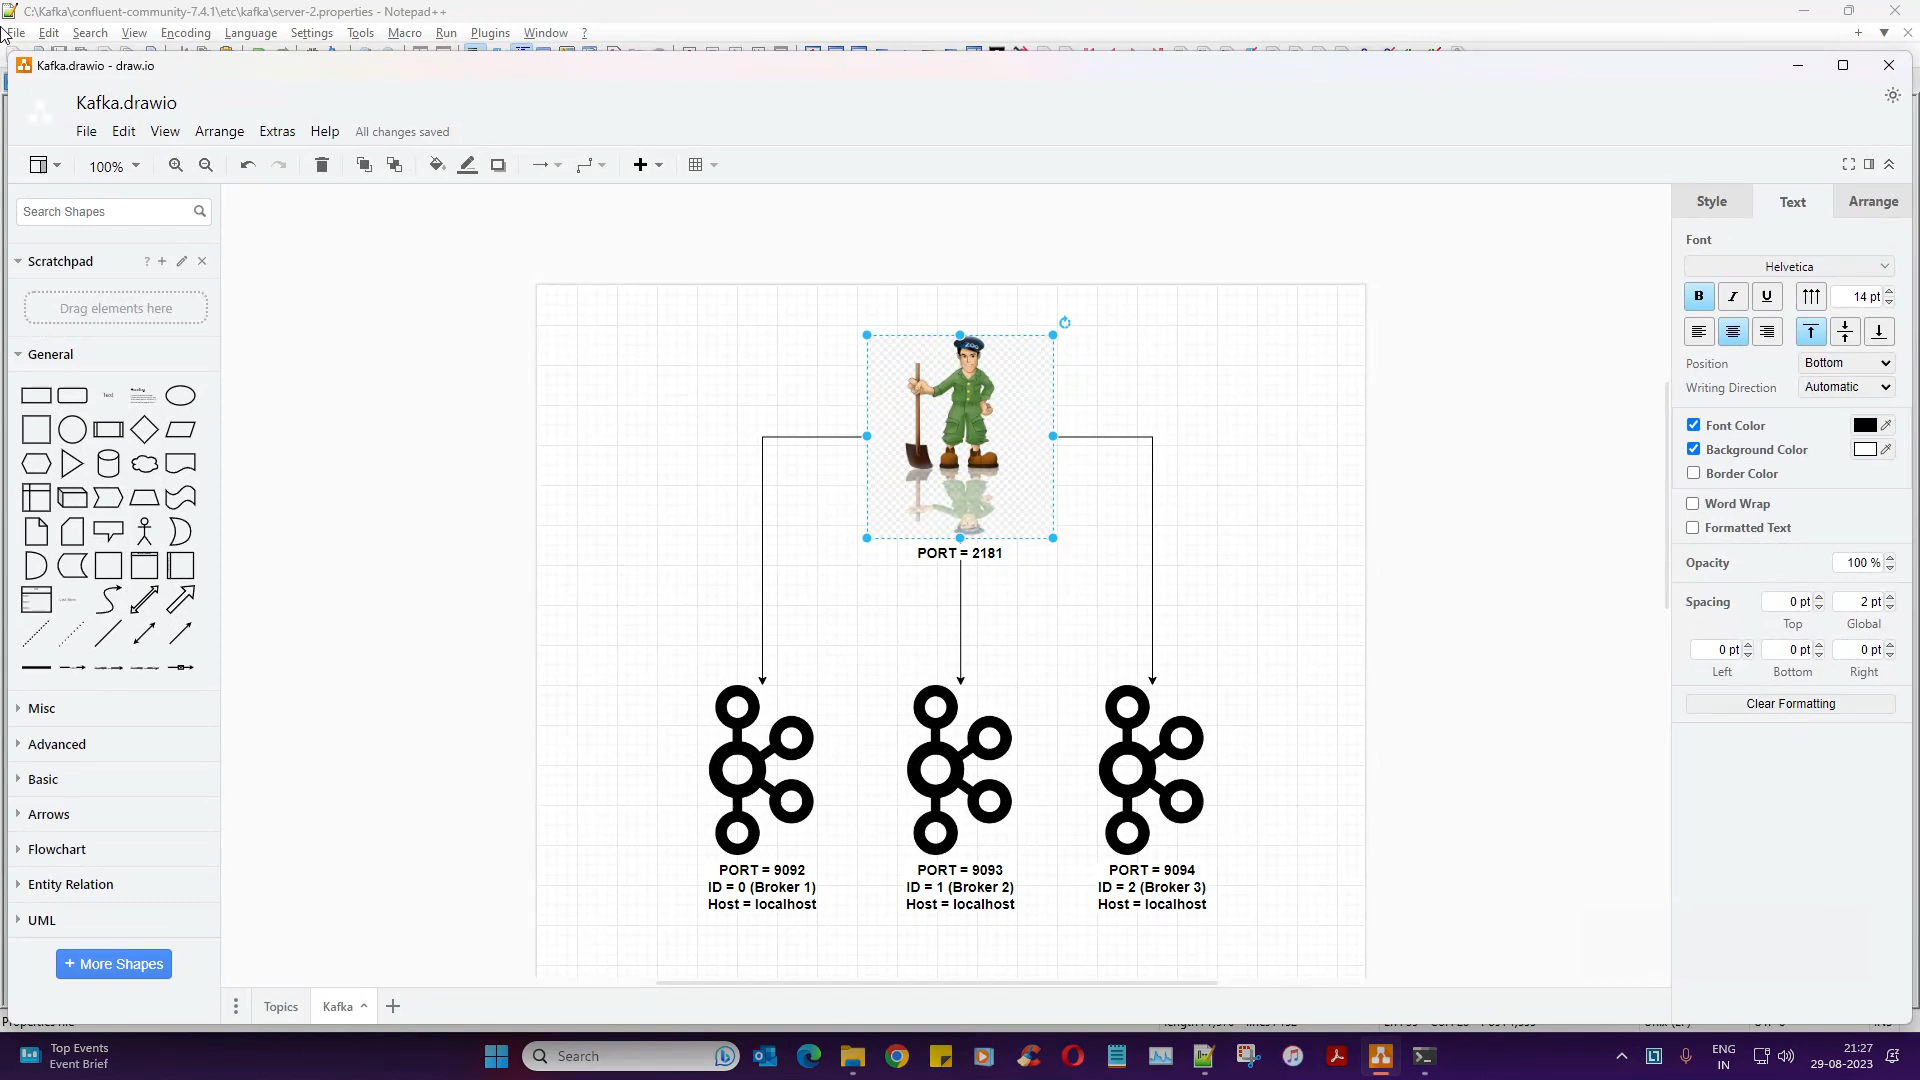 C:\Kafka\confluent-community-7.4.1\etc\kafka\server-2.properties - Notepad++
File Edit Search View Encoding Language Settings Tools Macro Run Plugins Window ?
Kafka.drawio - draw.io
Kafka.drawio
File Edit View Arrange Extras Help All changes saved
100%
Search Shapes
Scratchpad
Drag elements here
General
Misc
Advanced
Basic
Arrows
Flowchart
Entity Relation
UML
+ More Shapes
ZOO
PORT = 2181
PORT = 9092
ID = 0 (Broker 1)
Host = localhost
PORT = 9093
ID = 1 (Broker 2)
Host = localhost
PORT = 9094
ID = 2 (Broker 3)
Host = localhost
Style Text Arrange
Font
Helvetica
B I U 14 pt
Position Bottom
Writing Direction Automatic
Font Color
Background Color
Border Color
Word Wrap
Formatted Text
Opacity 100 %
Spacing 0 pt 2 pt
Top Global
0 pt 0 pt 0 pt
Left Bottom Right
Clear Formatting
Topics Kafka
Top Events
Event Brief
Search
ENG
IN
21:27
29-08-2023